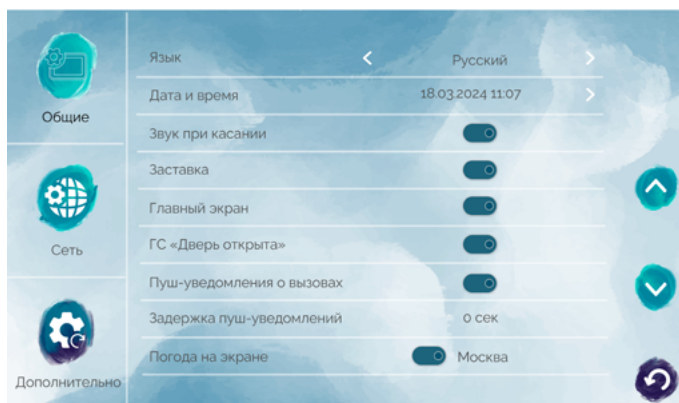 Общие
Сеть
Дополнительно
Язык Русский
Дата и время 18.03.2024 11:07
Звук при касании
Заставка
Главный экран
ГС «Дверь открыта»
Пуш-уведомления о вызовах
Задержка пуш-уведомлений 0 сек
Погода на экране Москва